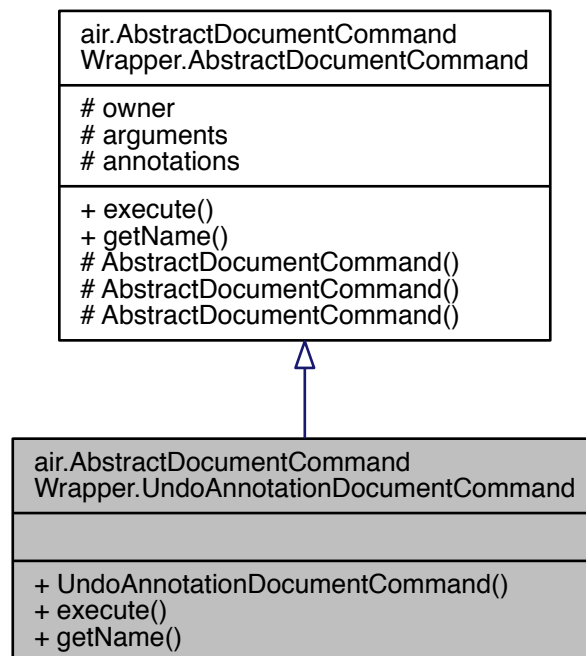 air.AbstractDocumentCommand
Wrapper.AbstractDocumentCommand
# owner
# arguments
# annotations
+ execute()
+ getName()
# AbstractDocumentCommand()
# AbstractDocumentCommand()
# AbstractDocumentCommand()
air.AbstractDocumentCommand
Wrapper.UndoAnnotationDocumentCommand
+ UndoAnnotationDocumentCommand()
+ execute()
+ getName()